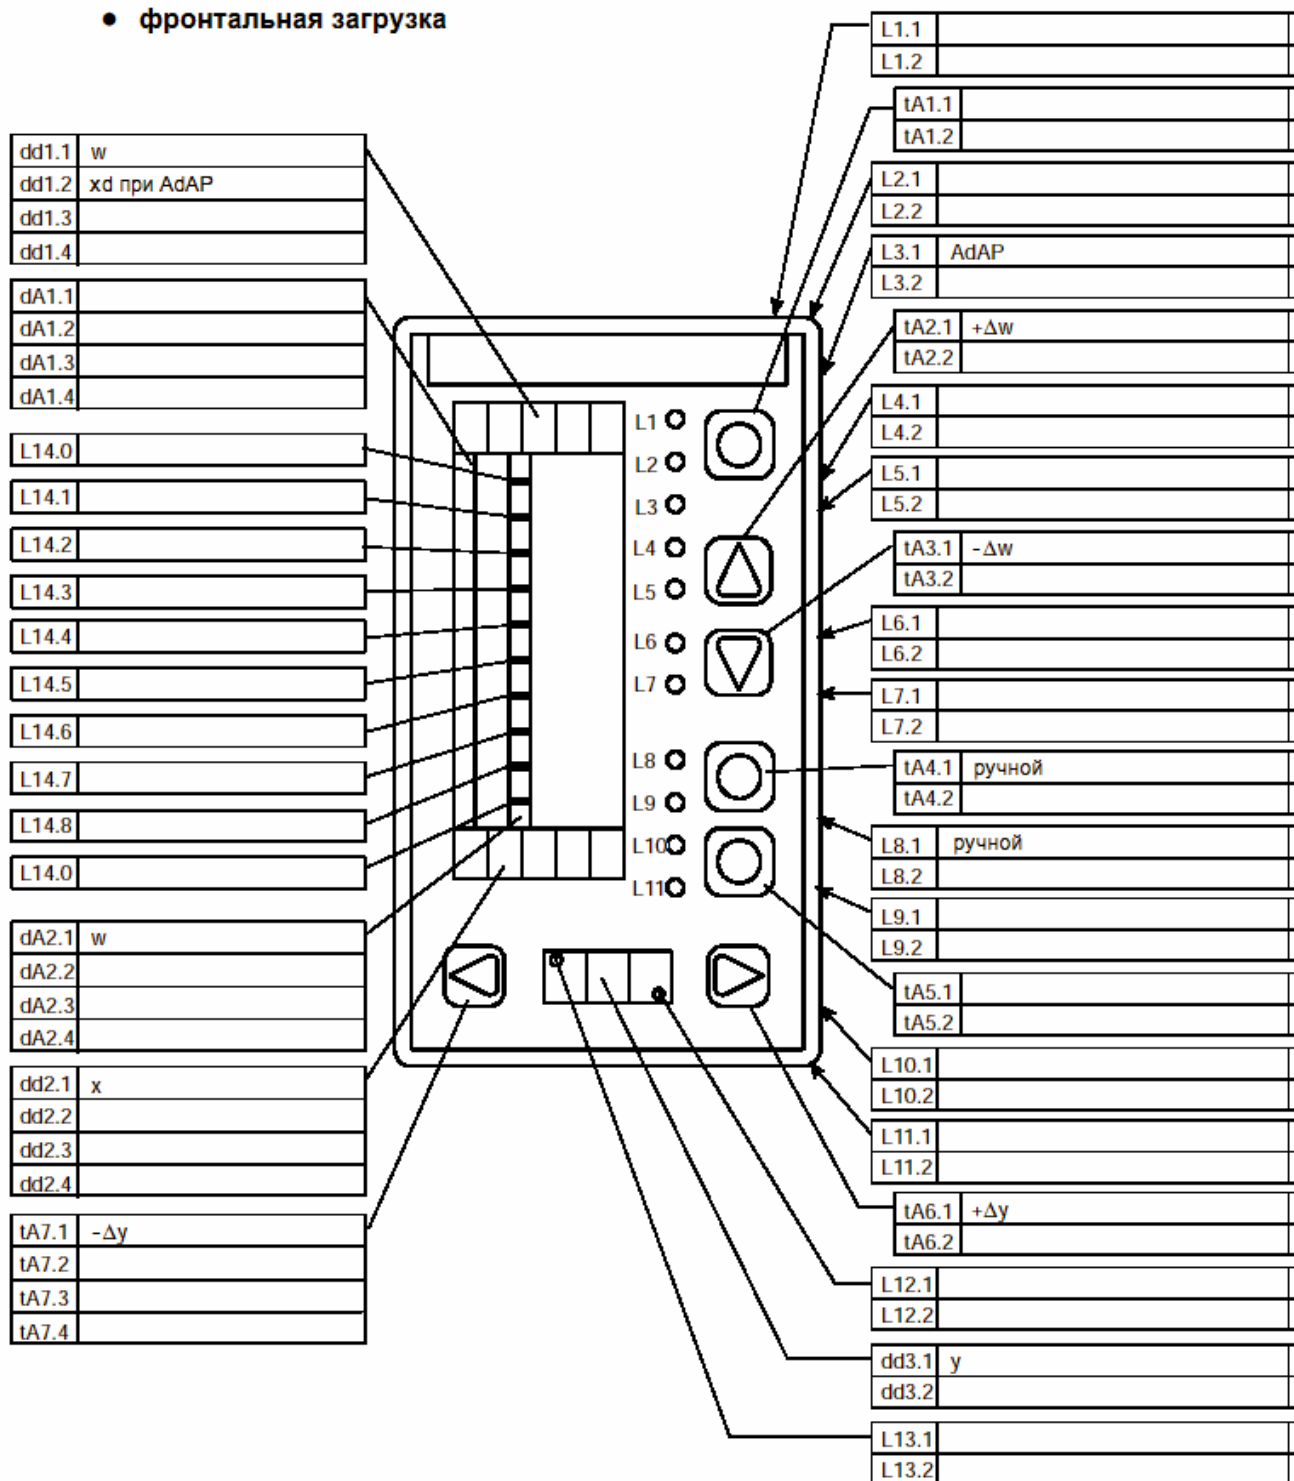 • фронтальная загрузка
dd1.1 w
dd1.2 xd при AdAP
dd1.3
dd1.4
dA1.1
dA1.2
dA1.3
dA1.4
L14.0
L14.1
L14.2
L14.3
L14.4
L14.5
L14.6
L14.7
L14.8
L14.0
dA2.1 w
dA2.2
dA2.3
dA2.4
dd2.1 x
dd2.2
dd2.3
dd2.4
tA7.1 -Δy
tA7.2
tA7.3
tA7.4
L1
L2
L3
L4
L5
L6
L7
L8
L9
L10
L11
L1.1
L1.2
tA1.1
tA1.2
L2.1
L2.2
L3.1 AdAP
L3.2
tA2.1 +Δw
tA2.2
L4.1
L4.2
L5.1
L5.2
tA3.1 -Δw
tA3.2
L6.1
L6.2
L7.1
L7.2
tA4.1 ручной
tA4.2
L8.1 ручной
L8.2
L9.1
L9.2
tA5.1
tA5.2
L10.1
L10.2
L11.1
L11.2
tA6.1 +Δy
tA6.2
L12.1
L12.2
dd3.1 y
dd3.2
L13.1
L13.2